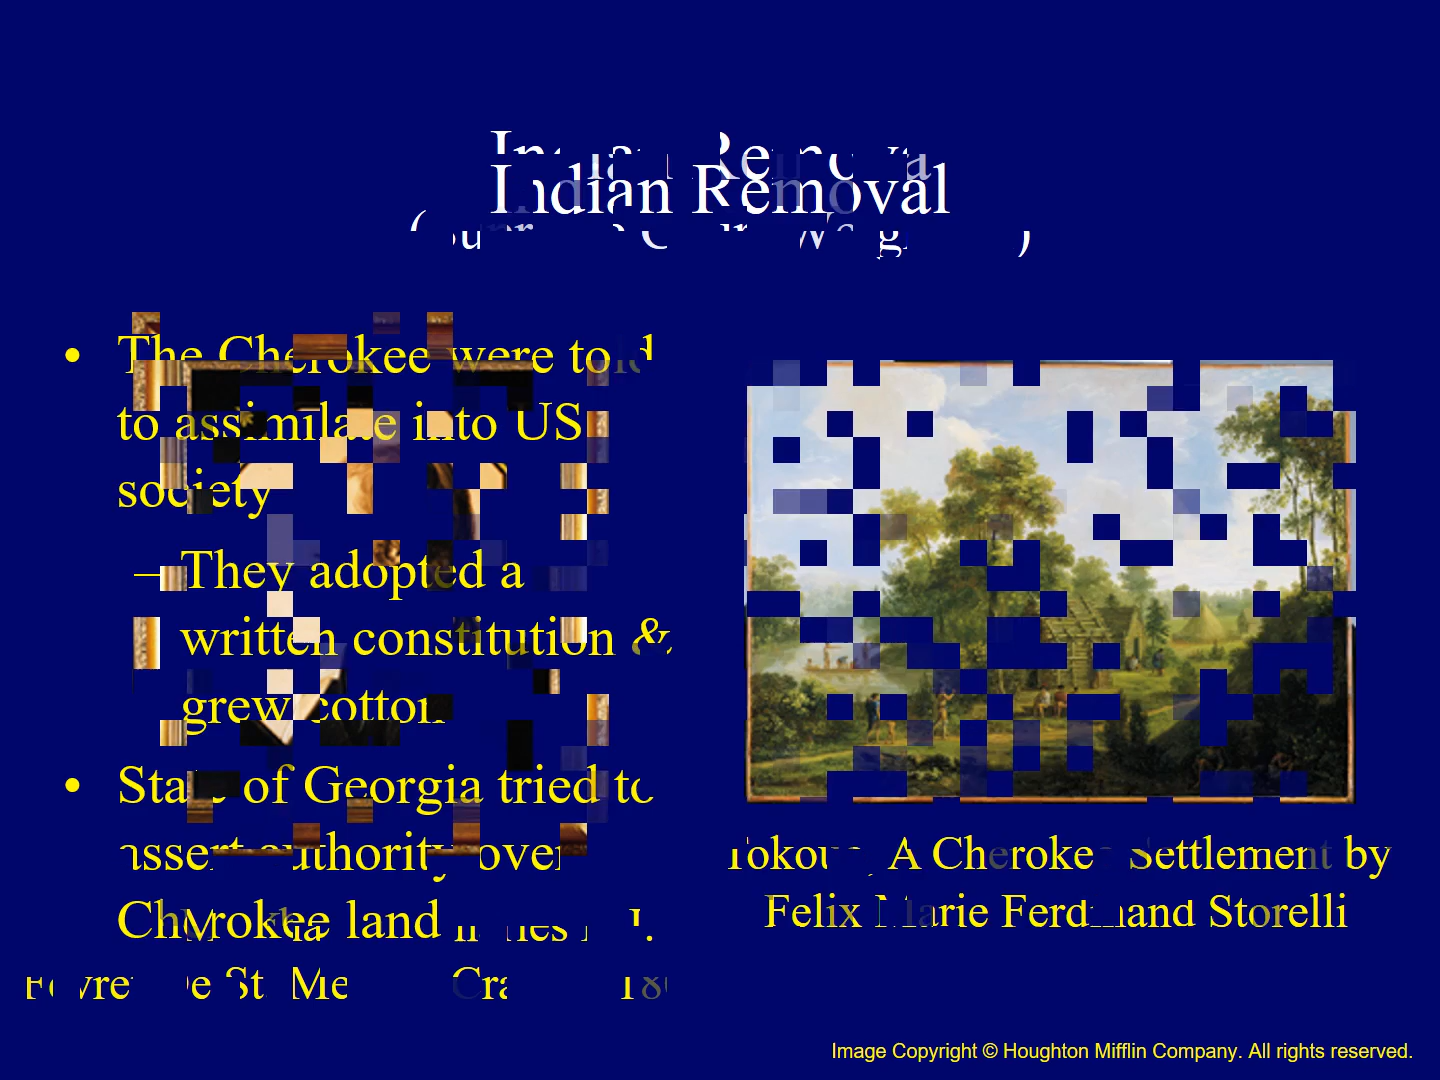 Indian Removal
• The Cherokee were told
to assimilate into US
society
– They adopted a
written constitution &
grew cotton
• State of Georgia tried to
assert authority over
Cherokee land
A Cherokee Settlement by
Felix Marie Ferdinand Storelli
Image Copyright © Houghton Mifflin Company. All rights reserved.